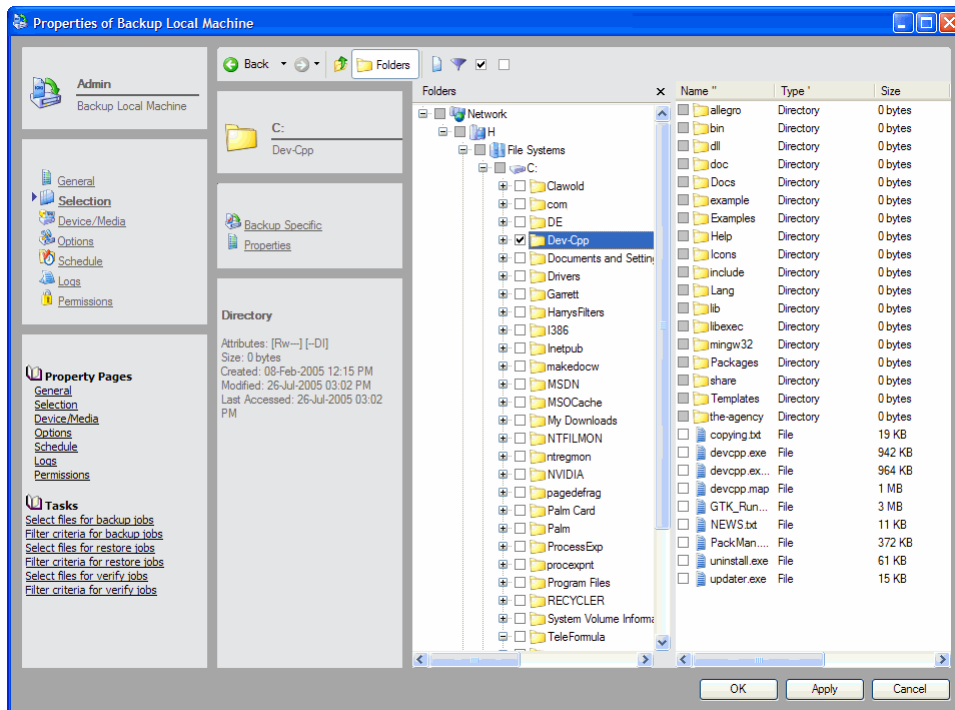 Properties of Backup Local Machine
Admin
Backup Local Machine
General
Selection
Device/Media
Options
Schedule
Logs
Permissions
Property Pages
General
Selection
Device/Media
Options
Schedule
Logs
Permissions
Tasks
Select files for backup jobs
Filter criteria for backup jobs
Select files for restore jobs
Filter criteria for restore jobs
Select files for verify jobs
Filter criteria for verify jobs
Back
Folders
C:
Dev-Cpp
Backup Specific
Properties
Directory
Attributes: [Rw---] [--DI]
Size: 0 bytes
Created: 08-Feb-2005 12:15 PM
Modified: 26-Jul-2005 03:02 PM
Last Accessed: 26-Jul-2005 03:02
PM
Folders
Network
H
File Systems
C:
Clawold
com
DE
Dev-Cpp
Documents and Settin
Drivers
Garrett
HarrysFilters
I386
Inetpub
makedocw
MSDN
MSOCache
My Downloads
NTFILMON
ntregmon
NVIDIA
pagedefrag
Palm Card
Palm
ProcessExp
procexpnt
Program Files
RECYCLER
System Volume Informa
TeleFormula
Name " Type ' Size
allegro Directory 0 bytes
bin Directory 0 bytes
dll Directory 0 bytes
doc Directory 0 bytes
Docs Directory 0 bytes
example Directory 0 bytes
Examples Directory 0 bytes
Help Directory 0 bytes
Icons Directory 0 bytes
include Directory 0 bytes
Lang Directory 0 bytes
lib Directory 0 bytes
libexec Directory 0 bytes
mingw32 Directory 0 bytes
Packages Directory 0 bytes
share Directory 0 bytes
Templates Directory 0 bytes
the-agency Directory 0 bytes
copying.txt File 19 KB
devcpp.exe File 942 KB
devcpp.ex... File 964 KB
devcpp.map File 1 MB
GTK_Run... File 3 MB
NEWS.txt File 11 KB
PackMan.... File 372 KB
uninstall.exe File 61 KB
updater.exe File 15 KB
OK
Apply
Cancel